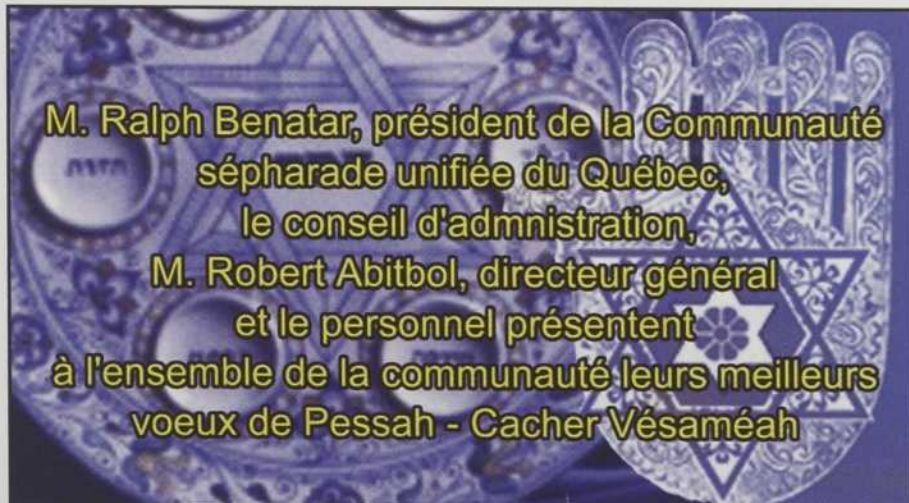 M. Ralph Benatar, président de la Communauté
sépharade unifiée du Québec,
le conseil d'admnistration,
M. Robert Abitbol, directeur général
et le personnel présentent
à l'ensemble de la communauté leurs meilleurs
voeux de Pessah - Cacher Vésaméah